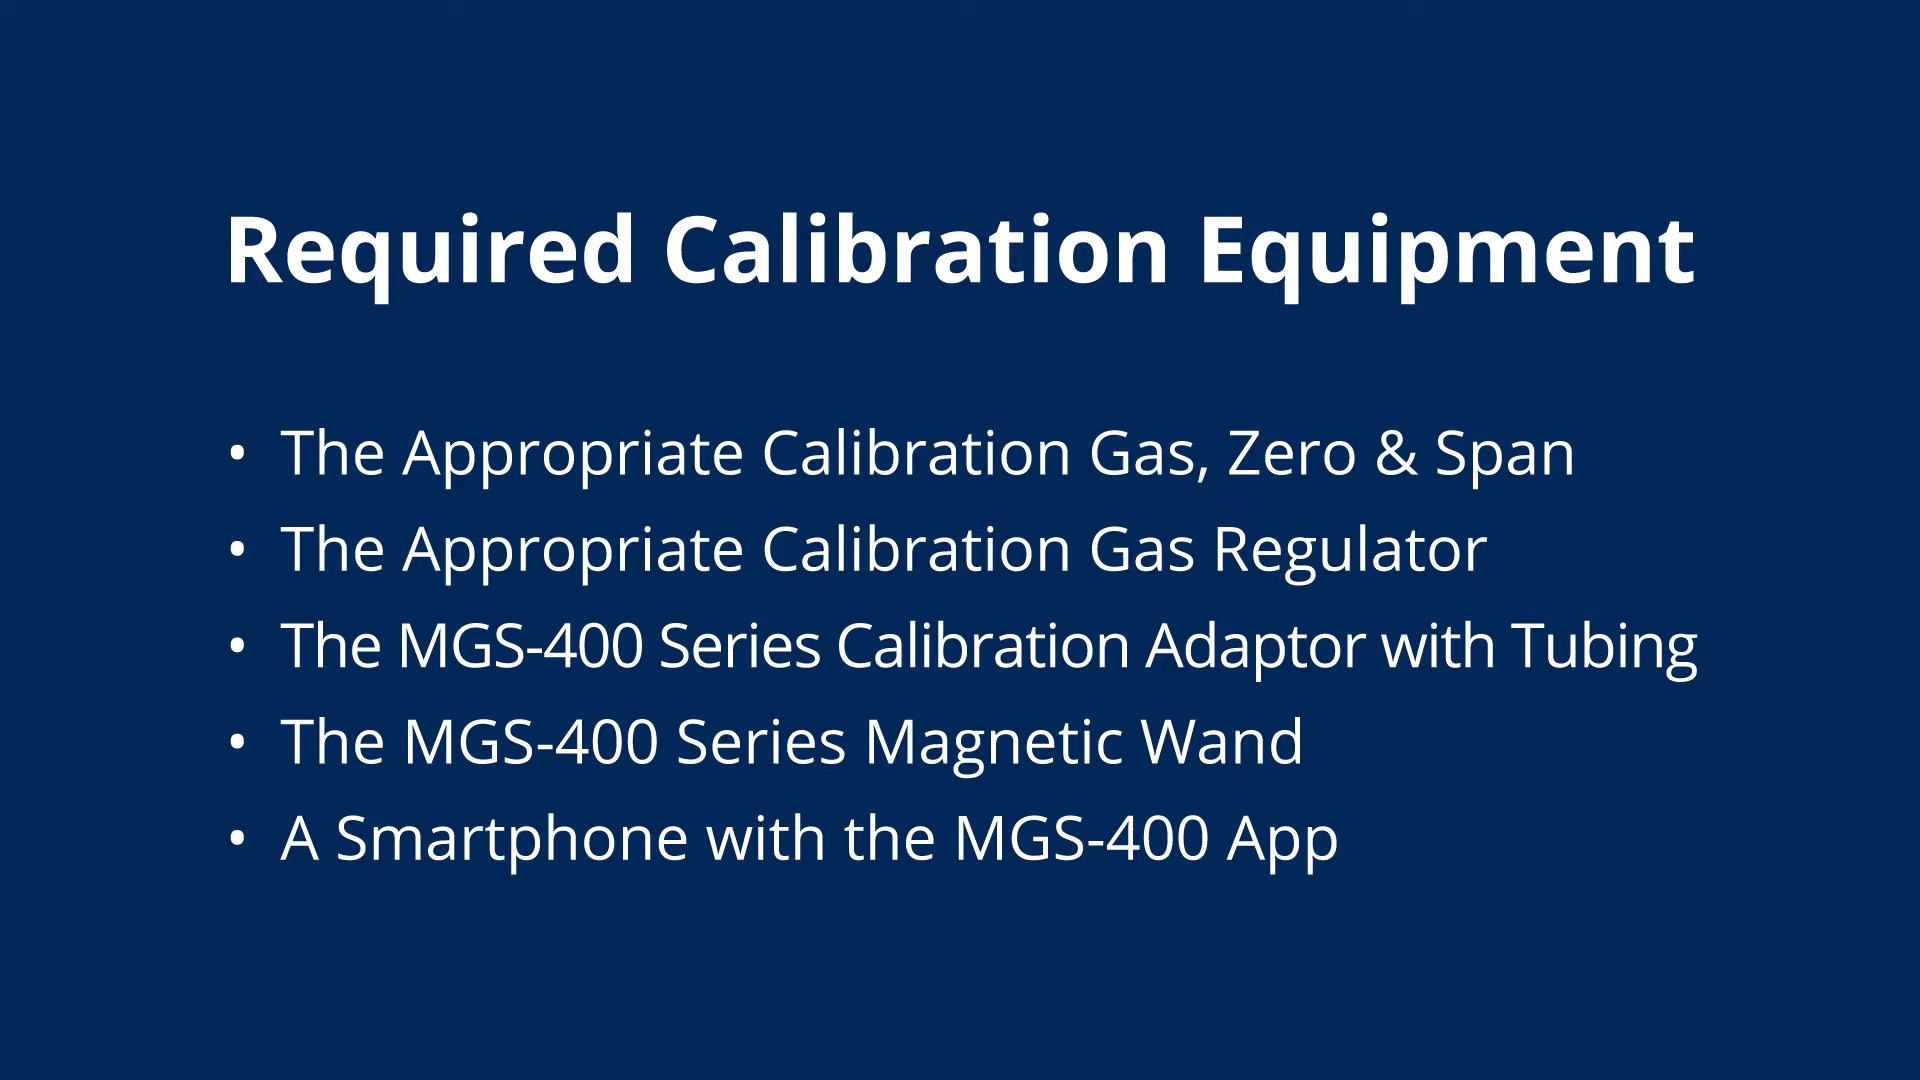 Required Calibration Equipment
• The Appropriate Calibration Gas, Zero & Span
• The Appropriate Calibration Gas Regulator
• The MGS-400 Series Calibration Adaptor with Tubing
• The MGS-400 Series Magnetic Wand
• A Smartphone with the MGS-400 App